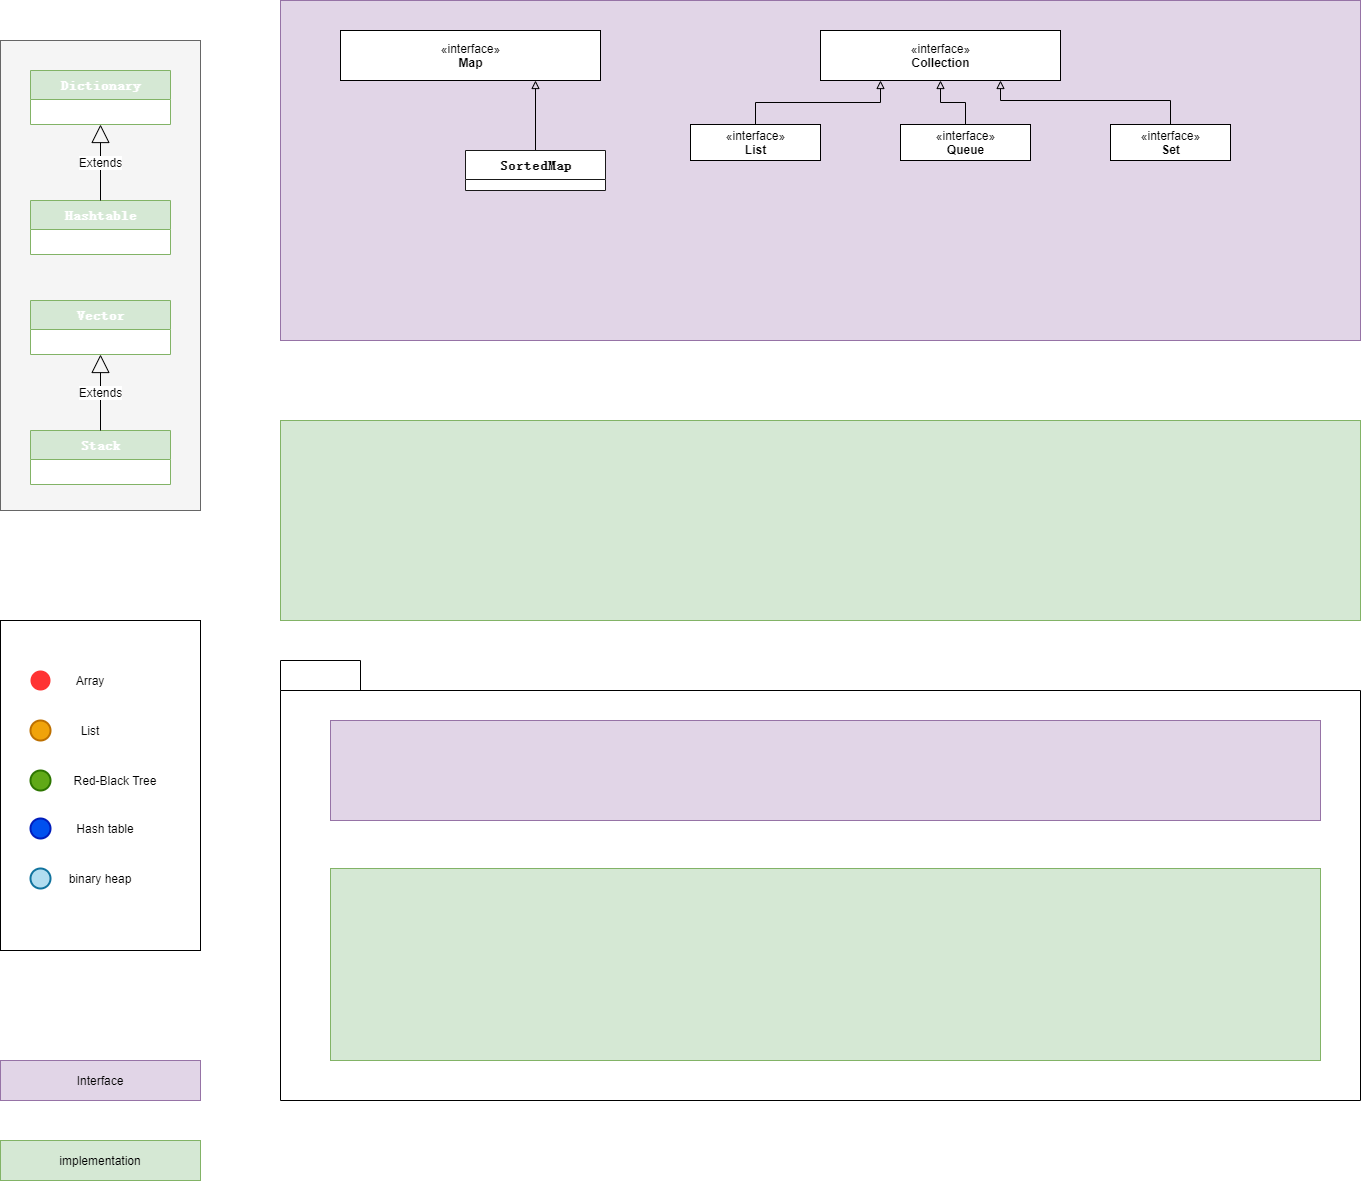 Dictionary
Extends
Hashtable
Vector
Extends
Stack
«interface»
Map
SortedMap
«interface»
Collection
«interface»
List
«interface»
Queue
«interface»
Set
Array
List
Red-Black Tree
Hash table
binary heap
Interface
implementation